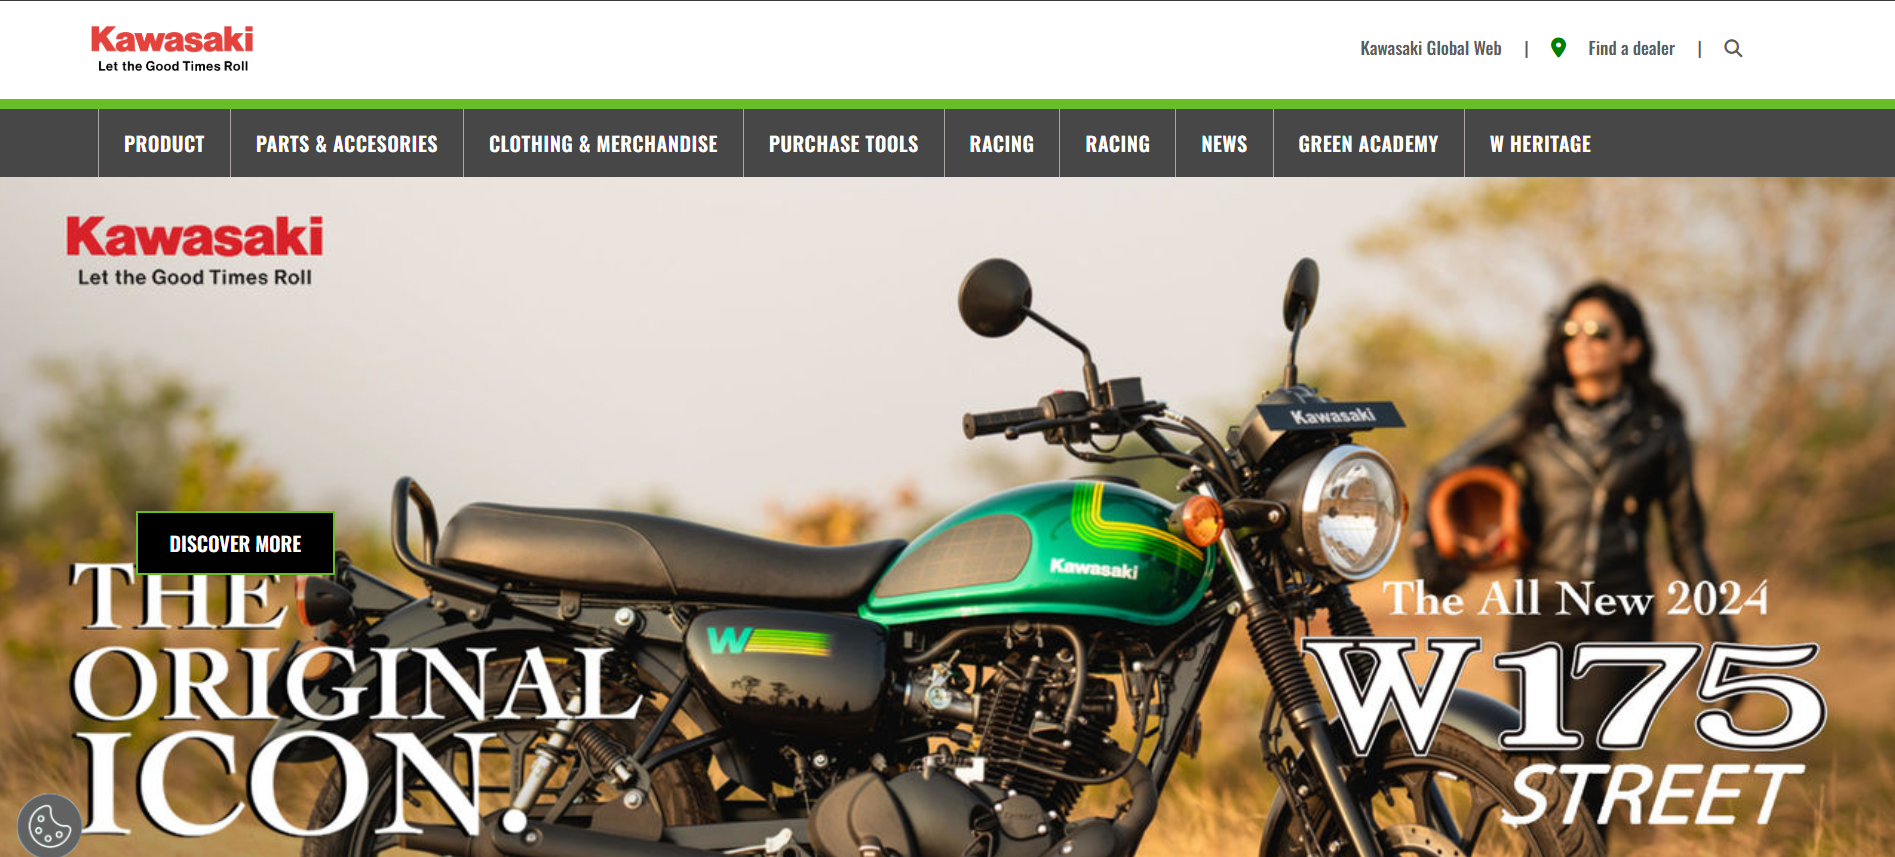 Kawasaki
Let the Good Times Roll
Kawasaki Global Web | Find a dealer |
PRODUCT PARTS & ACCESORIES CLOTHING & MERCHANDISE PURCHASE TOOLS RACING RACING NEWS GREEN ACADEMY W HERITAGE
Kawasaki
Let the Good Times Roll
Kawasaki
DISCOVER MORE
Kawasaki
W
THE
ORIGINAL
ICON.
The All New 2024
W175
STREET